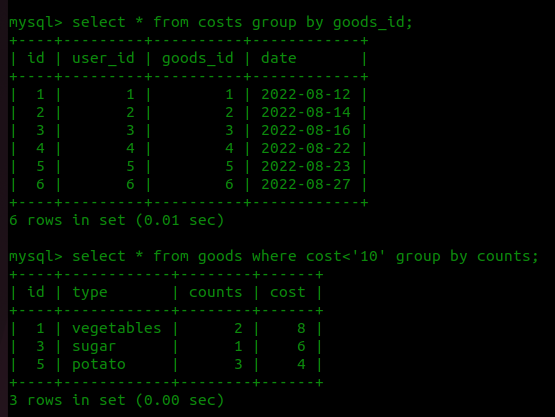 mysql> select * from costs group by goods_id;
+----+---------+----------+------------+
| id | user_id | goods_id | date       |
+----+---------+----------+------------+
|  1 |       1 |        1 | 2022-08-12 |
|  2 |       2 |        2 | 2022-08-14 |
|  3 |       3 |        3 | 2022-08-16 |
|  4 |       4 |        4 | 2022-08-22 |
|  5 |       5 |        5 | 2022-08-23 |
|  6 |       6 |        6 | 2022-08-27 |
+----+---------+----------+------------+
6 rows in set (0.01 sec)

mysql> select * from goods where cost<'10' group by counts;
+----+------------+--------+------+
| id | type       | counts | cost |
+----+------------+--------+------+
|  1 | vegetables |      2 |    8 |
|  3 | sugar      |      1 |    6 |
|  5 | potato     |      3 |    4 |
+----+------------+--------+------+
3 rows in set (0.00 sec)